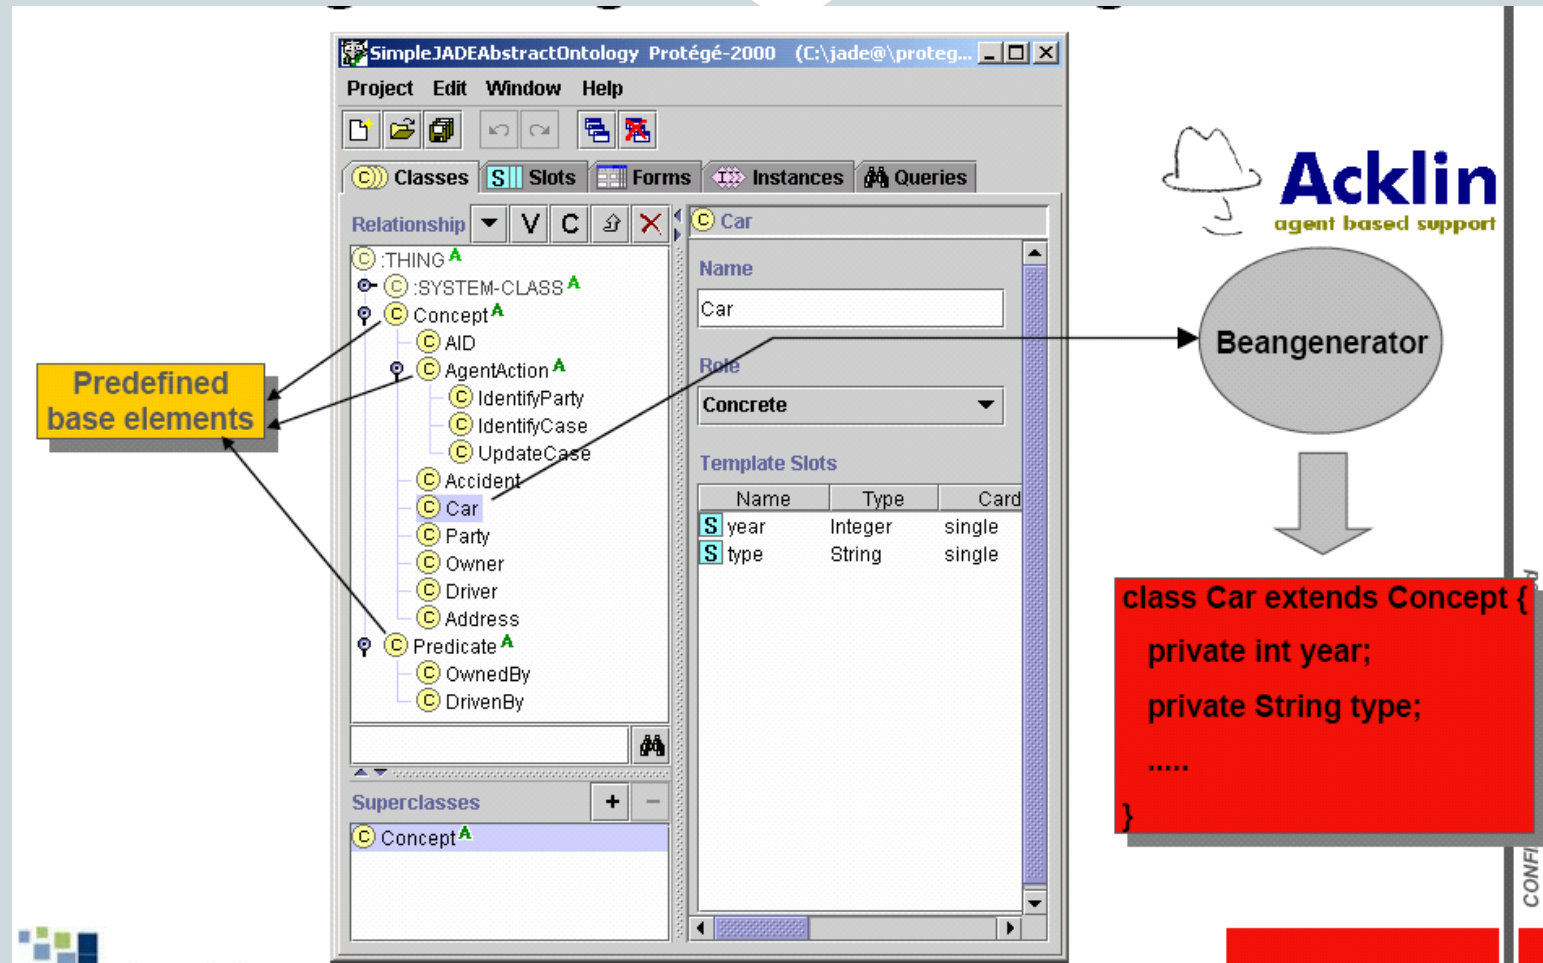 SimpleJADEAbstractOntology Protégé-2000 (C:\jade@\proteg...
Project Edit Window Help
Classes Slots Forms Instances Queries
Relationship V C
:THING A
:SYSTEM-CLASS A
Concept A
AID
AgentAction A
IdentifyParty
IdentifyCase
UpdateCase
Accident
Car
Party
Owner
Driver
Address
Predicate A
OwnedBy
DrivenBy
Superclasses + -
Concept A
Car
Name
Car
Role
Concrete
Template Slots
Name Type Card
S year Integer single
S type String single
Predefined
base elements
Acklin
agent based support
Beangenerator
class Car extends Concept {
private int year;
private String type;
.....
}
CONFI